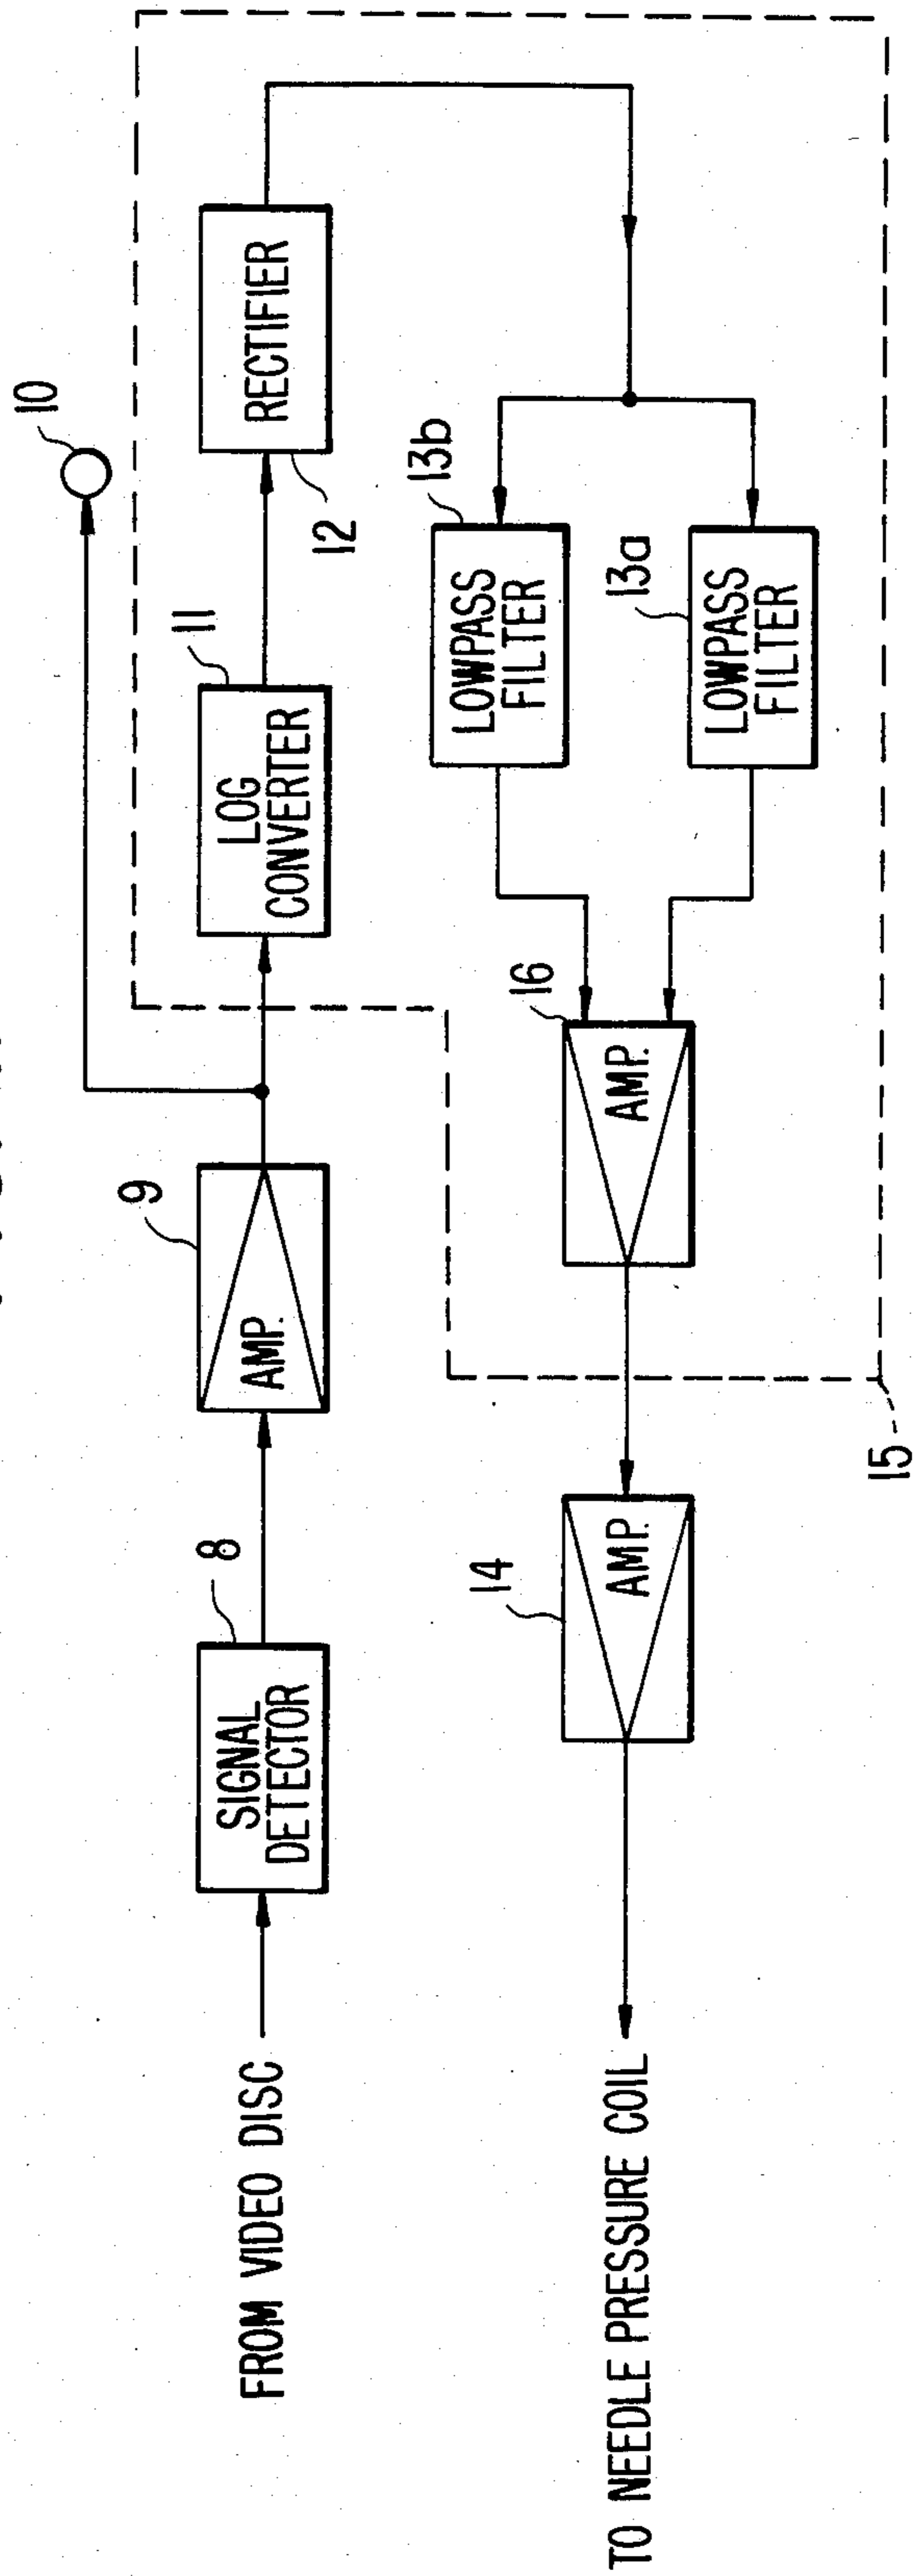 10
FROM VIDEO DISC
8
SIGNAL
DETECTOR
9
AMP.
11
LOG
CONVERTER
12
RECTIFIER
13b
LOWPASS
FILTER
13a
LOWPASS
FILTER
16
AMP.
14
AMP.
15
TO NEEDLE PRESSURE COIL